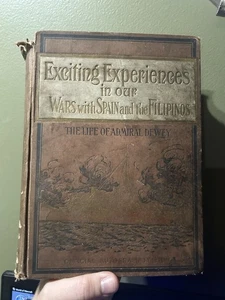 Exciting Experiences
in our
WARS with SPAIN and the FILIPINOS
THE LIFE OF ADMIRAL DEWEY